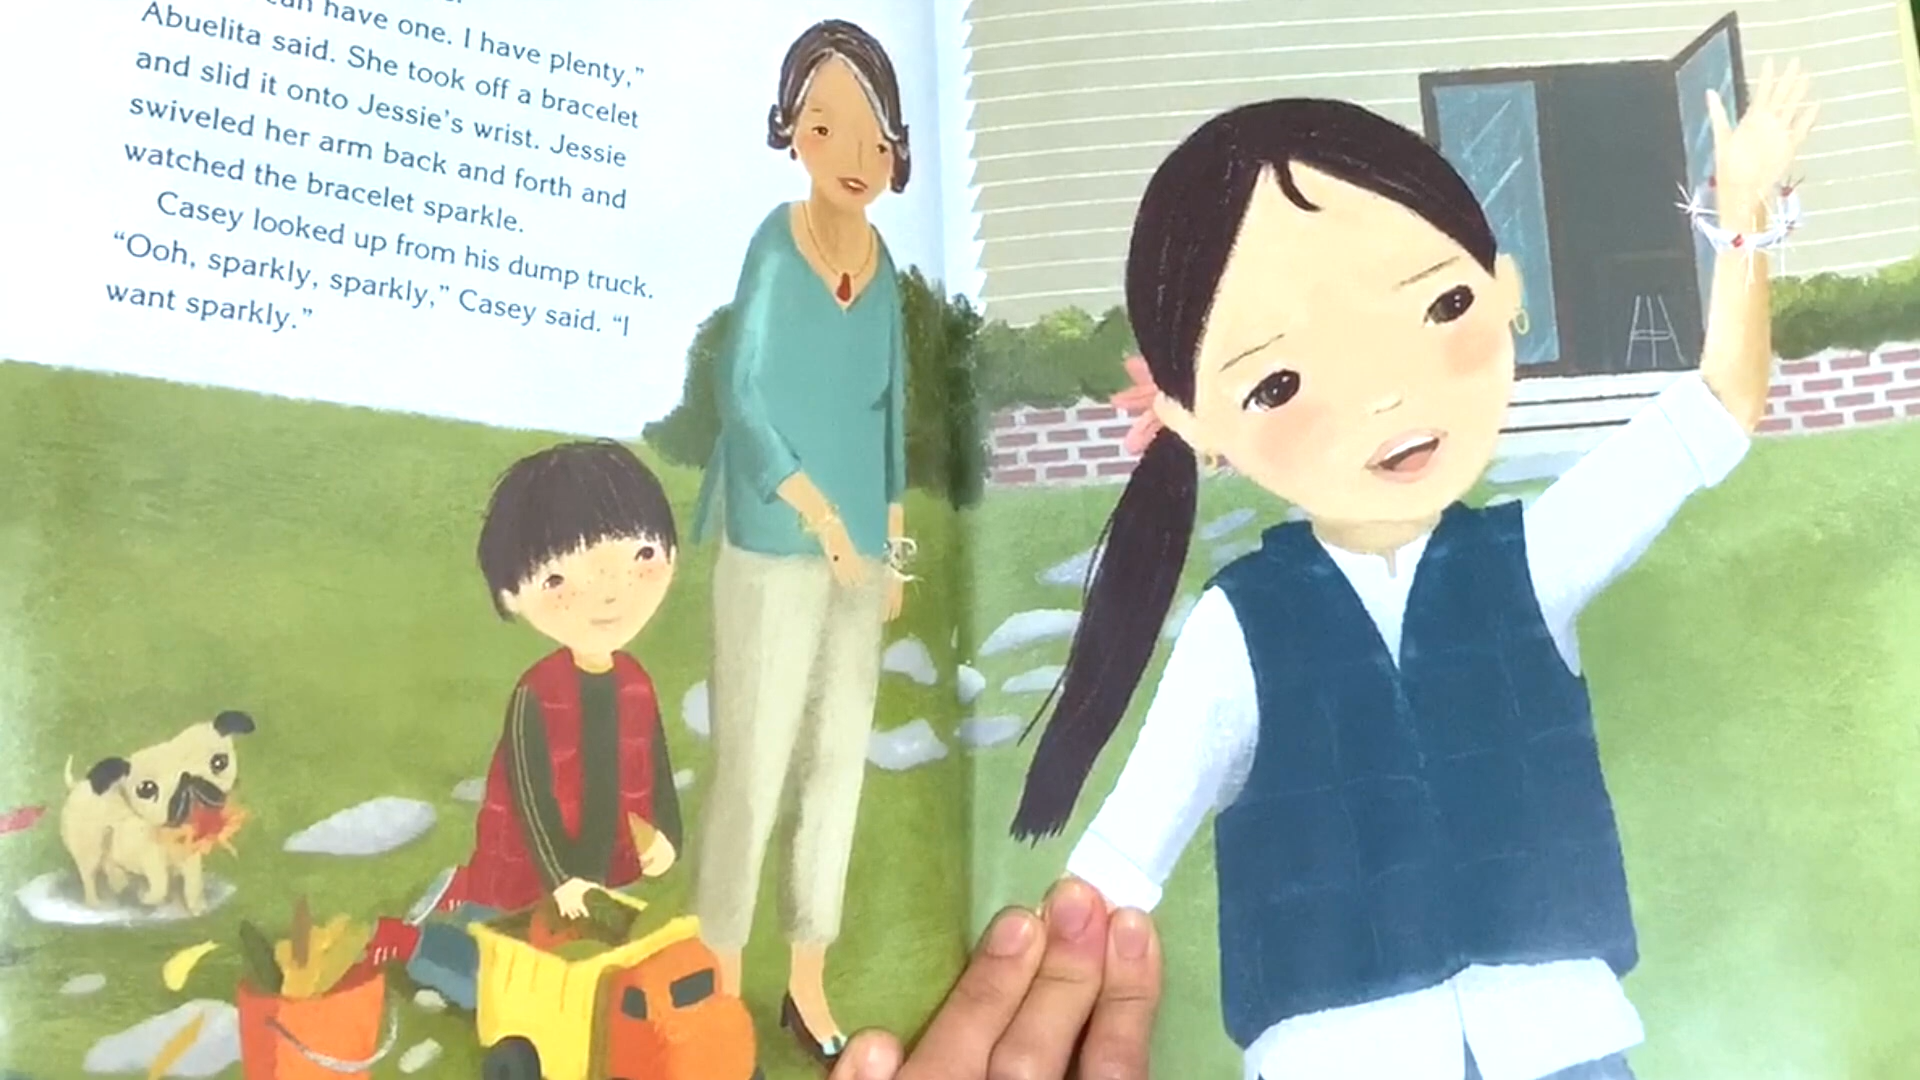 have one. I have plenty,”
Abuelita said. She took off a bracelet
and slid it onto Jessie’s wrist. Jessie
swiveled her arm back and forth and
watched the bracelet sparkle.
Casey looked up from his dump truck.
“Ooh, sparkly, sparkly,” Casey said. “I
want sparkly.”